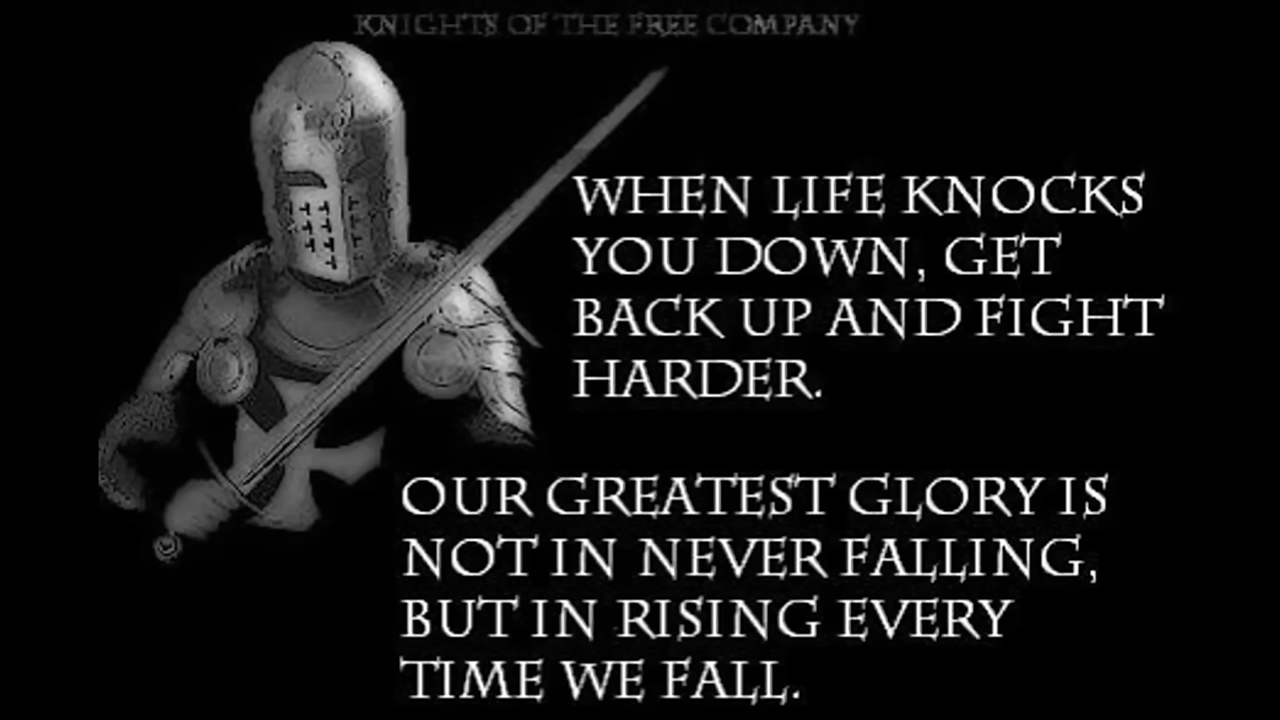 KNIGHTS OF THE FREE COMPANY
WHEN LIFE KNOCKS
YOU DOWN, GET
BACK UP AND FIGHT
HARDER.
OUR GREATEST GLORY IS
NOT IN NEVER FALLING,
BUT IN RISING EVERY
TIME WE FALL.